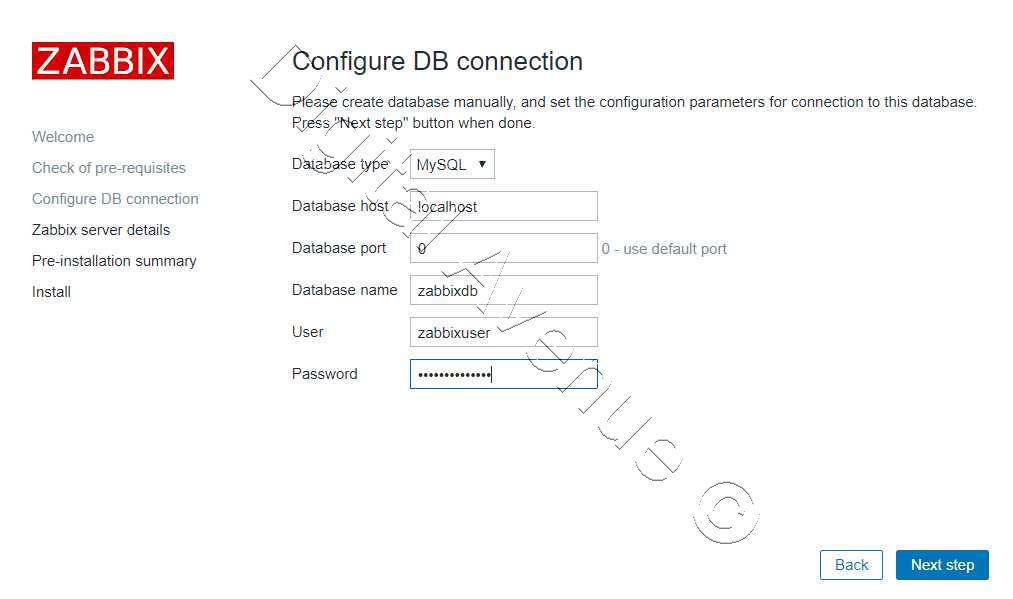 ZABBIX
Configure DB connection
Please create database manually, and set the configuration parameters for connection to this database.
Press "Next step" button when done.
Welcome
Check of pre-requisites
Configure DB connection
Zabbix server details
Pre-installation summary
Install
Database type MySQL
Database host localhost
Database port 0 0 - use default port
Database name zabbixdb
User zabbixuser
Password ••••••••••••••
Back Next step